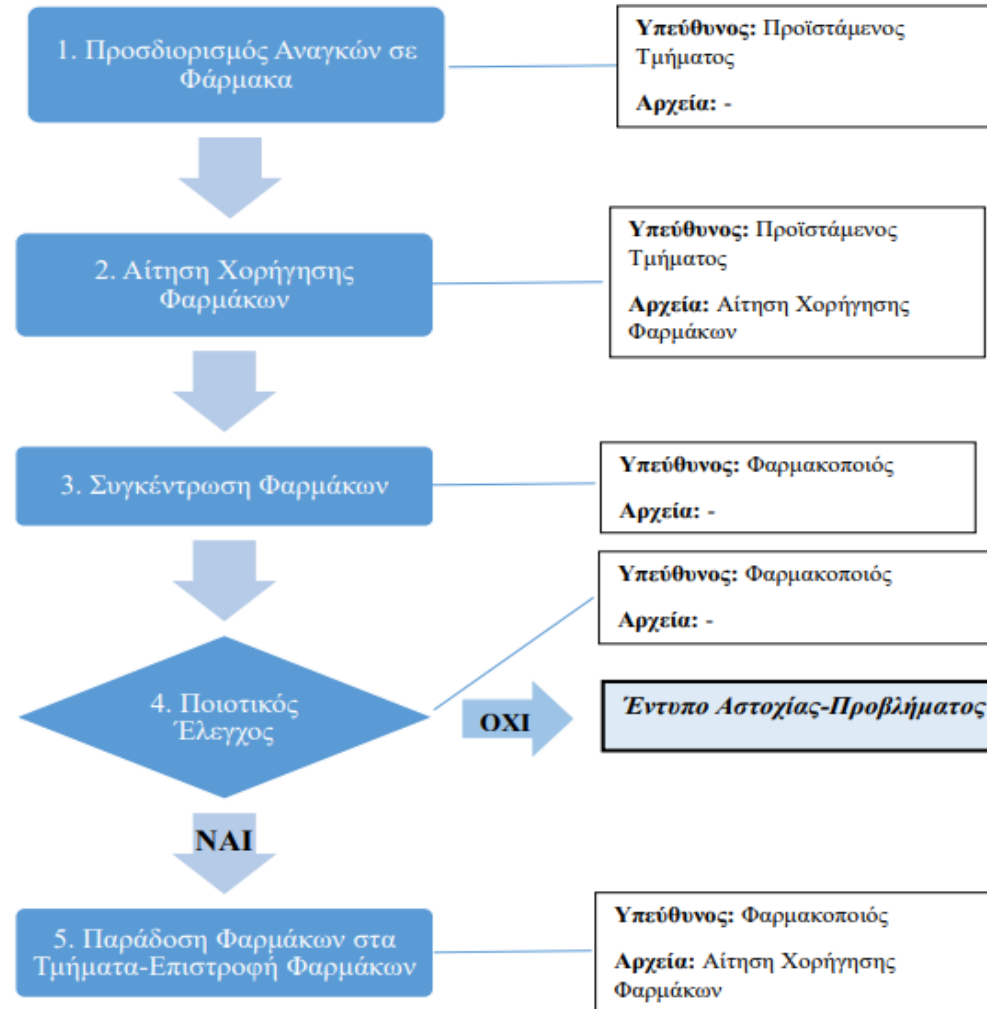 1. Προσδιορισμός Αναγκών σε
Φάρμακα
Υπεύθυνος: Προϊστάμενος
Τμήματος
Αρχεία: -
2. Αίτηση Χορήγησης
Φαρμάκων
Υπεύθυνος: Προϊστάμενος
Τμήματος
Αρχεία: Αίτηση Χορήγησης
Φαρμάκων
3. Συγκέντρωση Φαρμάκων
Υπεύθυνος: Φαρμακοποιός
Αρχεία: -
Υπεύθυνος: Φαρμακοποιός
Αρχεία: -
4. Ποιοτικός
Έλεγχος
ΟΧΙ
Έντυπο Αστοχίας-Προβλήματος
ΝΑΙ
5. Παράδοση Φαρμάκων στα
Τμήματα-Επιστροφή Φαρμάκων
Υπεύθυνος: Φαρμακοποιός
Αρχεία: Αίτηση Χορήγησης
Φαρμάκων